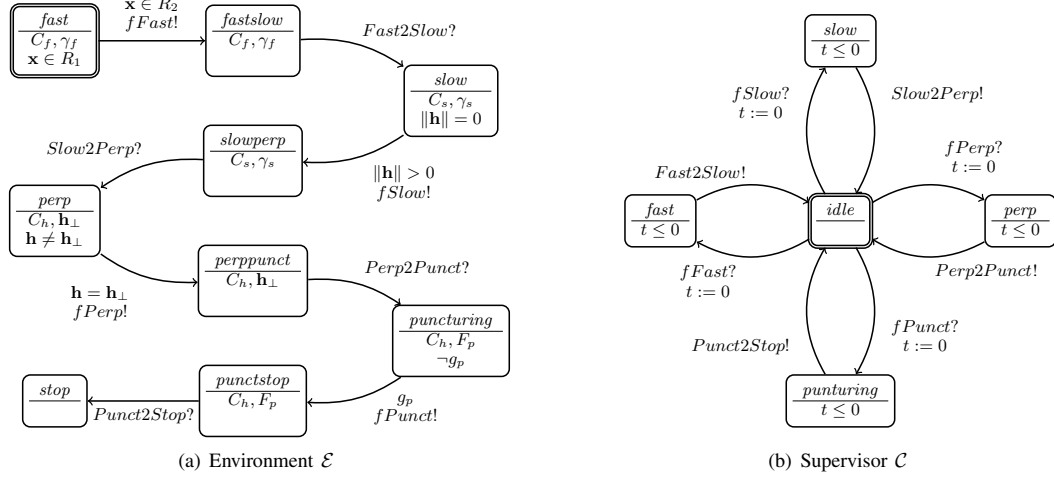 x ∈ R₂
fFast!
fast
C_f, γ_f
x ∈ R₁
fastslow
C_f, γ_f
Fast2Slow?
slow
C_s, γ_s
‖h‖ = 0
‖h‖ > 0
fSlow!
slowperp
C_s, γ_s
Slow2Perp?
perp
C_h, h_⊥
h ≠ h_⊥
h = h_⊥
fPerp!
perppunct
C_h, h_⊥
Perp2Punct?
puncturing
C_h, F_p
¬g_p
g_p
fPunct!
punctstop
C_h, F_p
Punct2Stop?
stop
(a) Environment ℰ
slow
t ≤ 0
fSlow?
t := 0
Slow2Perp!
fPerp?
t := 0
Fast2Slow!
fast
t ≤ 0
idle
perp
t ≤ 0
fFast?
t := 0
Perp2Punct!
Punct2Stop!
fPunct?
t := 0
punturing
t ≤ 0
(b) Supervisor 𝒞